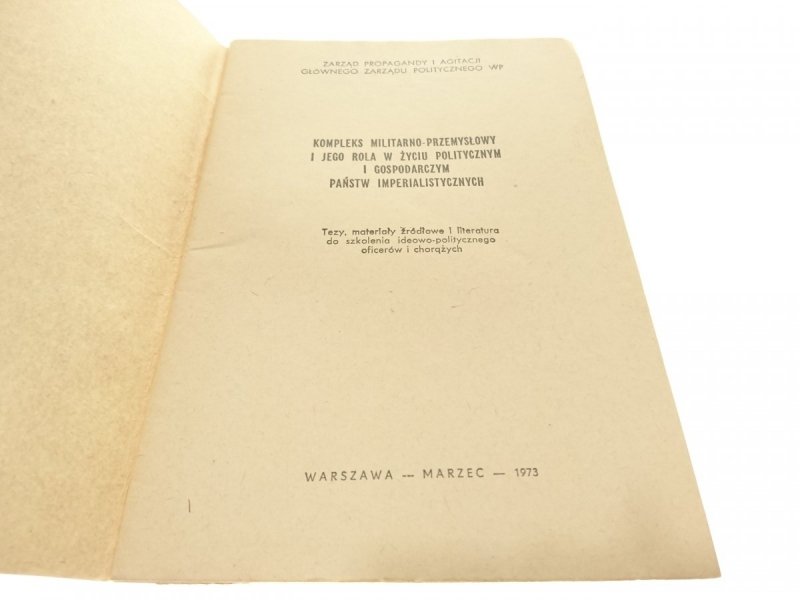 ZARZĄD PROPAGANDY I AGITACJI
GŁÓWNEGO ZARZĄDU POLITYCZNEGO WP
KOMPLEKS MILITARNO-PRZEMYSŁOWY
I JEGO ROLA W ŻYCIU POLITYCZNYM
I GOSPODARCZYM
PAŃSTW IMPERIALISTYCZNYCH
Tezy, materiały źródłowe i literatura
do szkolenia ideowo-politycznego
oficerów i chorążych
WARSZAWA — MARZEC — 1973